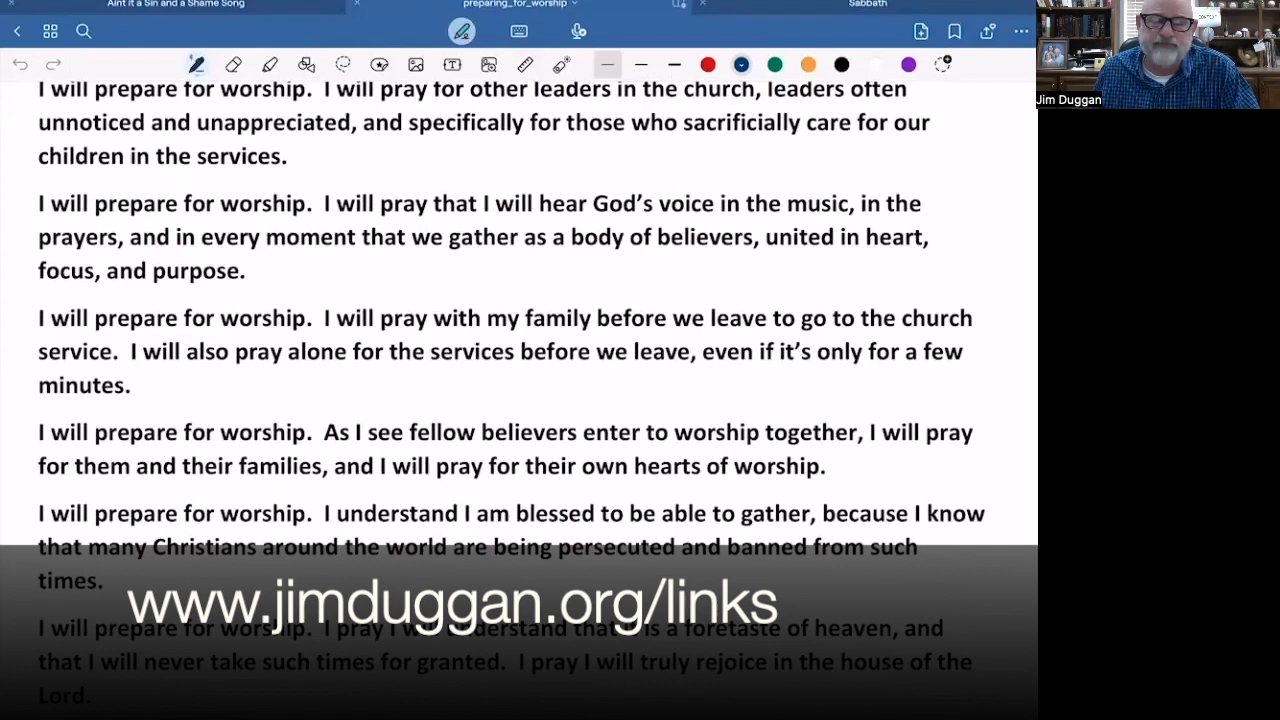 Aint it a Sin and a Shame Song
preparing_for_worship
Sabbath
I will prepare for worship.  I will pray for other leaders in the church, leaders often
unnoticed and unappreciated, and specifically for those who sacrificially care for our
children in the services.
I will prepare for worship.  I will pray that I will hear God’s voice in the music, in the
prayers, and in every moment that we gather as a body of believers, united in heart,
focus, and purpose.
I will prepare for worship.  I will pray with my family before we leave to go to the church
service.  I will also pray alone for the services before we leave, even if it’s only for a few
minutes.
I will prepare for worship.  As I see fellow believers enter to worship together, I will pray
for them and their families, and I will pray for their own hearts of worship.
I will prepare for worship.  I understand I am blessed to be able to gather, because I know
that many Christians around the world are being persecuted and banned from such
times.
www.jimduggan.org/links
I will prepare for worship.  I pray I will understand that is a foretaste of heaven, and
that I will never take such times for granted.  I pray I will truly rejoice in the house of the
Lord.
CONTEXT
Jim Duggan